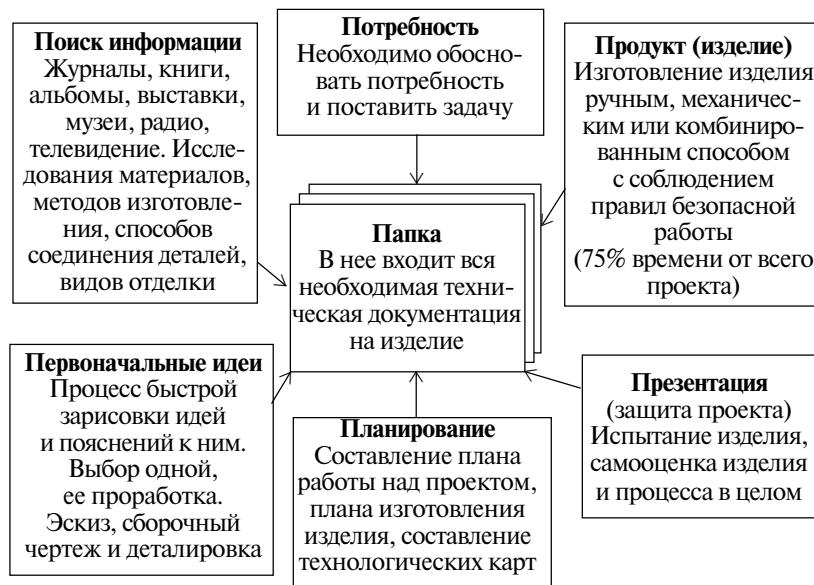 Поиск информации
Журналы, книги,
альбомы, выставки,
музеи, радио,
телевидение. Иссле-
дования материалов,
методов изготовле-
ния, способов
соединения деталей,
видов отделки
Потребность
Необходимо обосно-
вать потребность
и поставить задачу
Продукт (изделие)
Изготовление изделия
ручным, механичес-
ким или комбиниро-
ванным способом
с соблюдением
правил безопасной
работы
(75% времени от всего
проекта)
Папка
В нее входит вся
необходимая техни-
ческая документация
на изделие
Первоначальные идеи
Процесс быстрой
зарисовки идей
и пояснений к ним.
Выбор одной,
ее проработка.
Эскиз, сборочный
чертеж и деталировка
Планирование
Составление плана
работы над проектом,
плана изготовления
изделия, составление
технологических карт
Презентация
(защита проекта)
Испытание изделия,
самооценка изделия
и процесса в целом